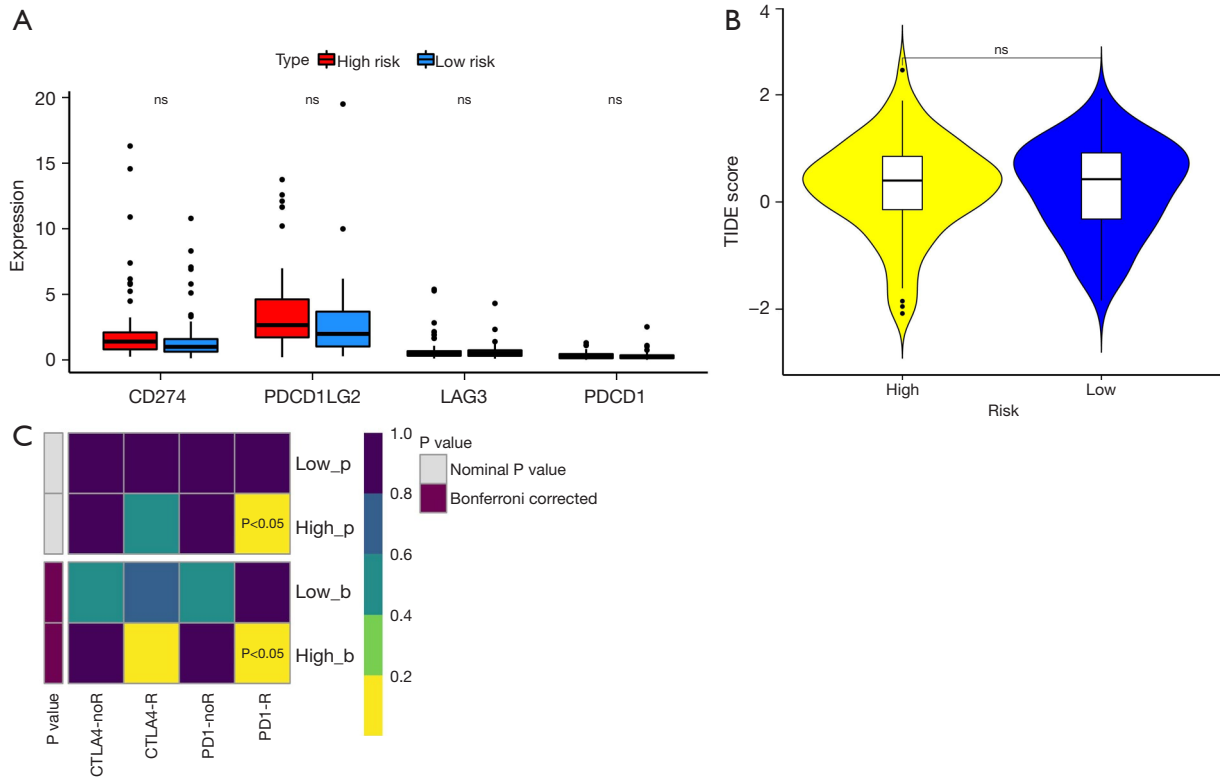 A
Type High risk Low risk
ns ns ns ns
20
15
10
5
0
Expression
CD274 PDCD1LG2 LAG3 PDCD1
B
ns
4
2
0
−2
TIDE score
High Low
Risk
C
Low_p
High_p
Low_b
High_b
P<0.05
P<0.05
P value
CTLA4-noR
CTLA4-R
PD1-noR
PD1-R
1.0
0.8
0.6
0.4
0.2
P value
Nominal P value
Bonferroni corrected